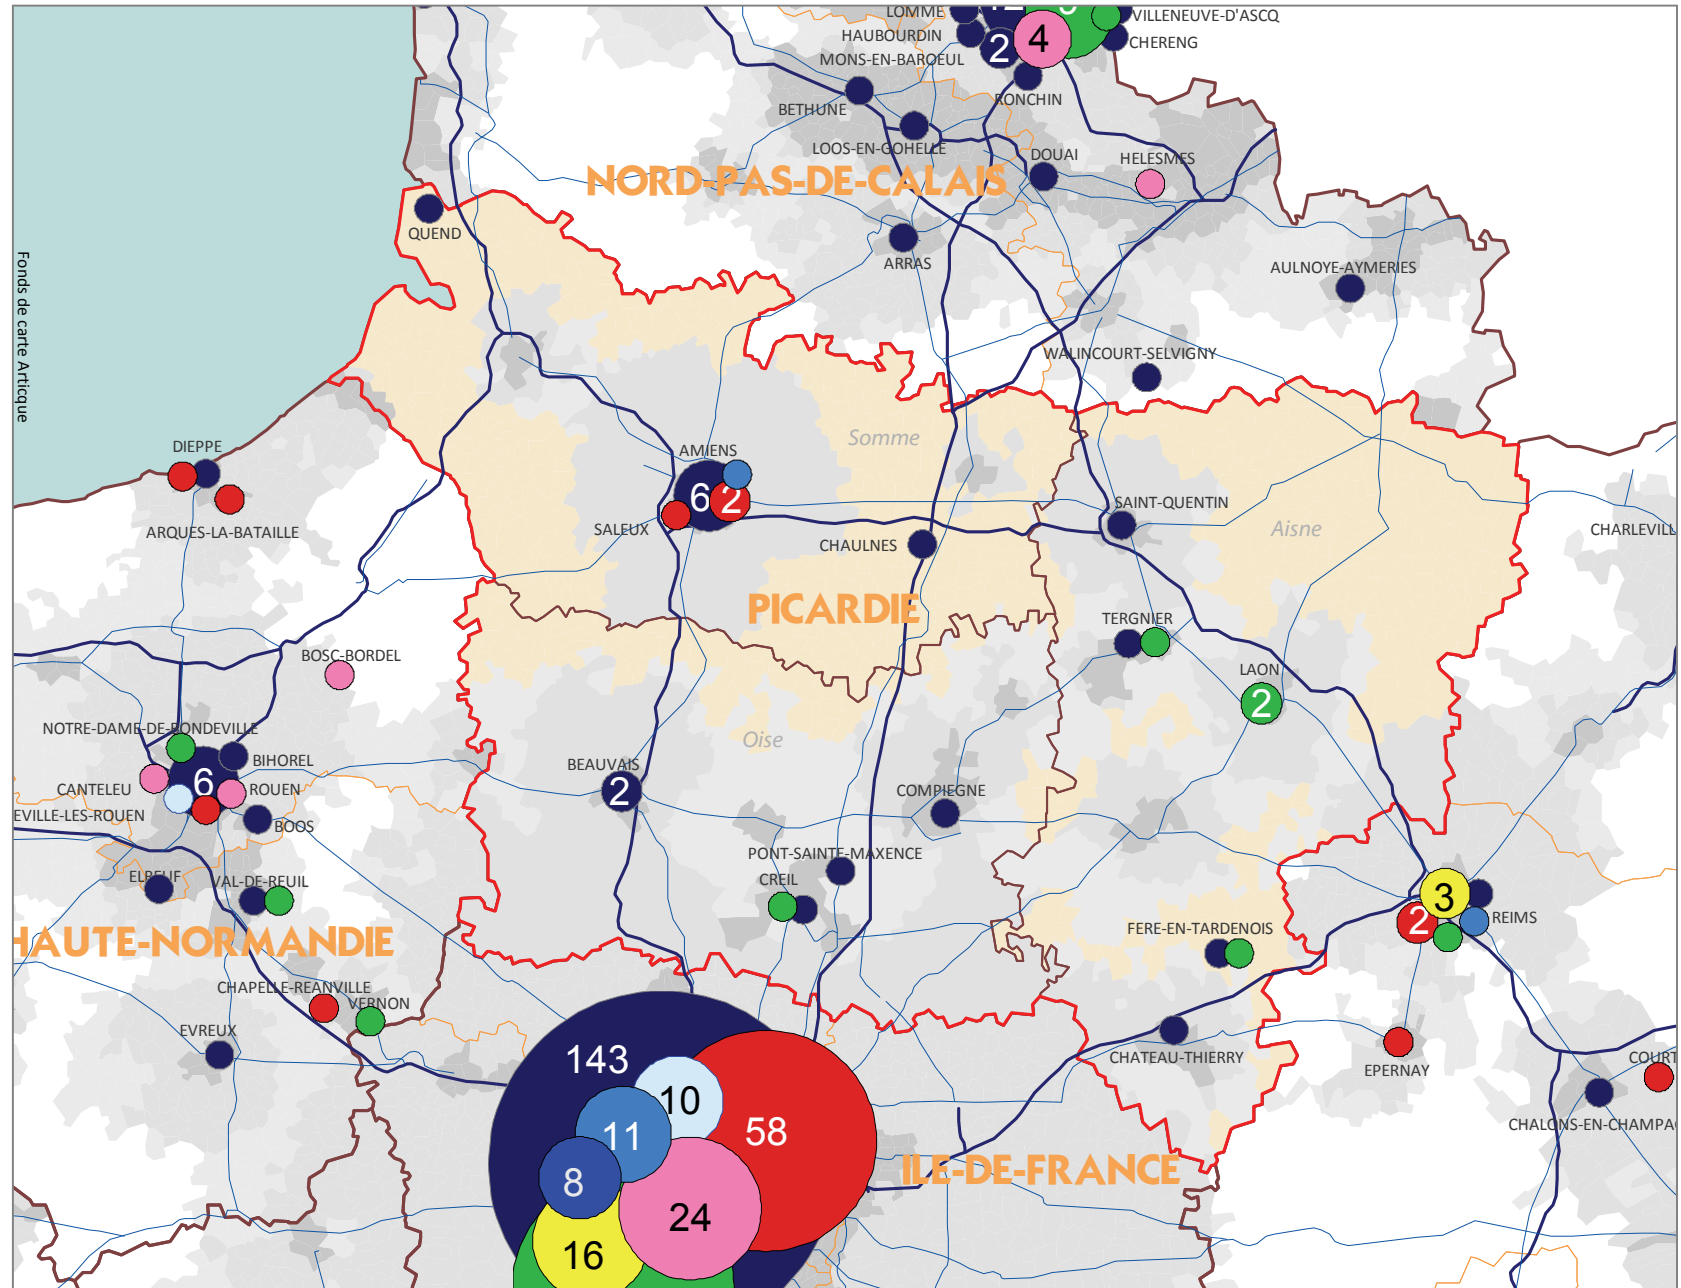 LOMME
12
5
VILLENEUVE-D'ASCQ
HAUBOURDIN
2
4
CHERENG
MONS-EN-BAROEUL
BETHUNE
RONCHIN
LOOS-EN-GOHELLE
DOUAI
HELESMES
NORD-PAS-DE-CALAIS
QUEND
ARRAS
AULNOYE-AYMERIES
Fonds de carte Articque
WALINCOURT-SELVIGNY
DIEPPE
AMIENS
Somme
6
2
SAINT-QUENTIN
ARQUES-LA-BATAILLE
SALEUX
CHAULNES
Aisne
CHARLEVILL
PICARDIE
TERGNIER
BOSC-BORDEL
LAON
2
NOTRE-DAME-DE-BONDEVILLE
Oise
BIHOREL
BEAUVAIS
6
CANTELEU
ROUEN
2
COMPIEGNE
EVILLE-LES-ROUEN
BOOS
PONT-SAINTE-MAXENCE
ELBEUF
VAL-DE-REUIL
CREIL
3
2
REIMS
FERE-EN-TARDENOIS
HAUTE-NORMANDIE
CHAPELLE-REANVILLE
VERNON
EVREUX
143
CHATEAU-THIERRY
EPERNAY
COURT
10
CHALONS-EN-CHAMPA
11
58
ILE-DE-FRANCE
8
24
16